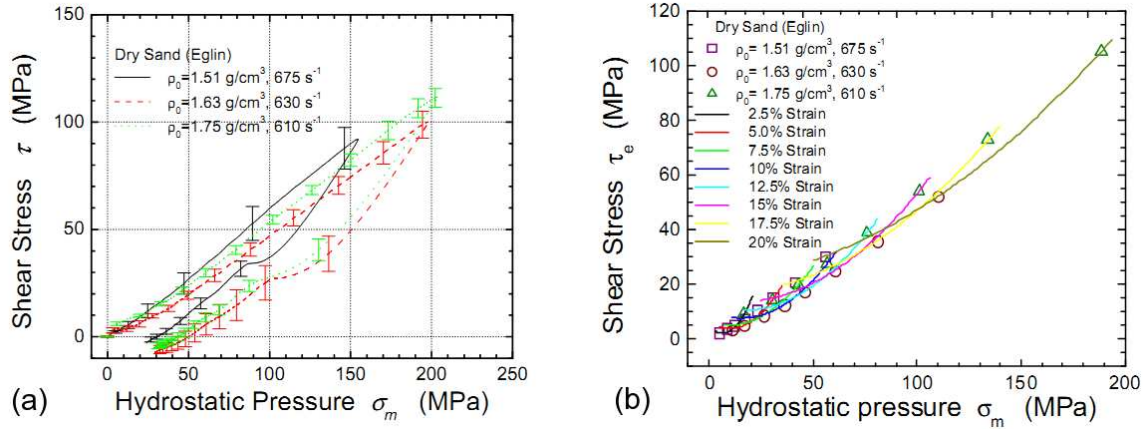 150
100
50
0
Shear Stress τ (MPa)
Dry Sand (Eglin)
ρ₀=1.51 g/cm³, 675 s⁻¹
ρ₀=1.63 g/cm³, 630 s⁻¹
ρ₀=1.75 g/cm³, 610 s⁻¹
0 50 100 150 200 250
(a) Hydrostatic Pressure σₘ (MPa)
120
100
80
60
40
20
0
Shear Stress τₑ (MPa)
Dry Sand (Eglin)
ρ₀= 1.51 g/cm³, 675 s⁻¹
ρ₀= 1.63 g/cm³, 630 s⁻¹
ρ₀= 1.75 g/cm³, 610 s⁻¹
2.5% Strain
5.0% Strain
7.5% Strain
10% Strain
12.5% Strain
15% Strain
17.5% Strain
20% Strain
0 50 100 150 200
(b) Hydrostatic pressure σₘ (MPa)